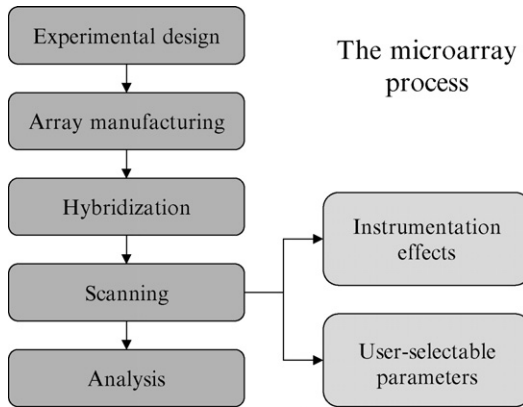 Experimental design
The microarray
process
Array manufacturing
Hybridization
Instrumentation
effects
Scanning
User-selectable
parameters
Analysis